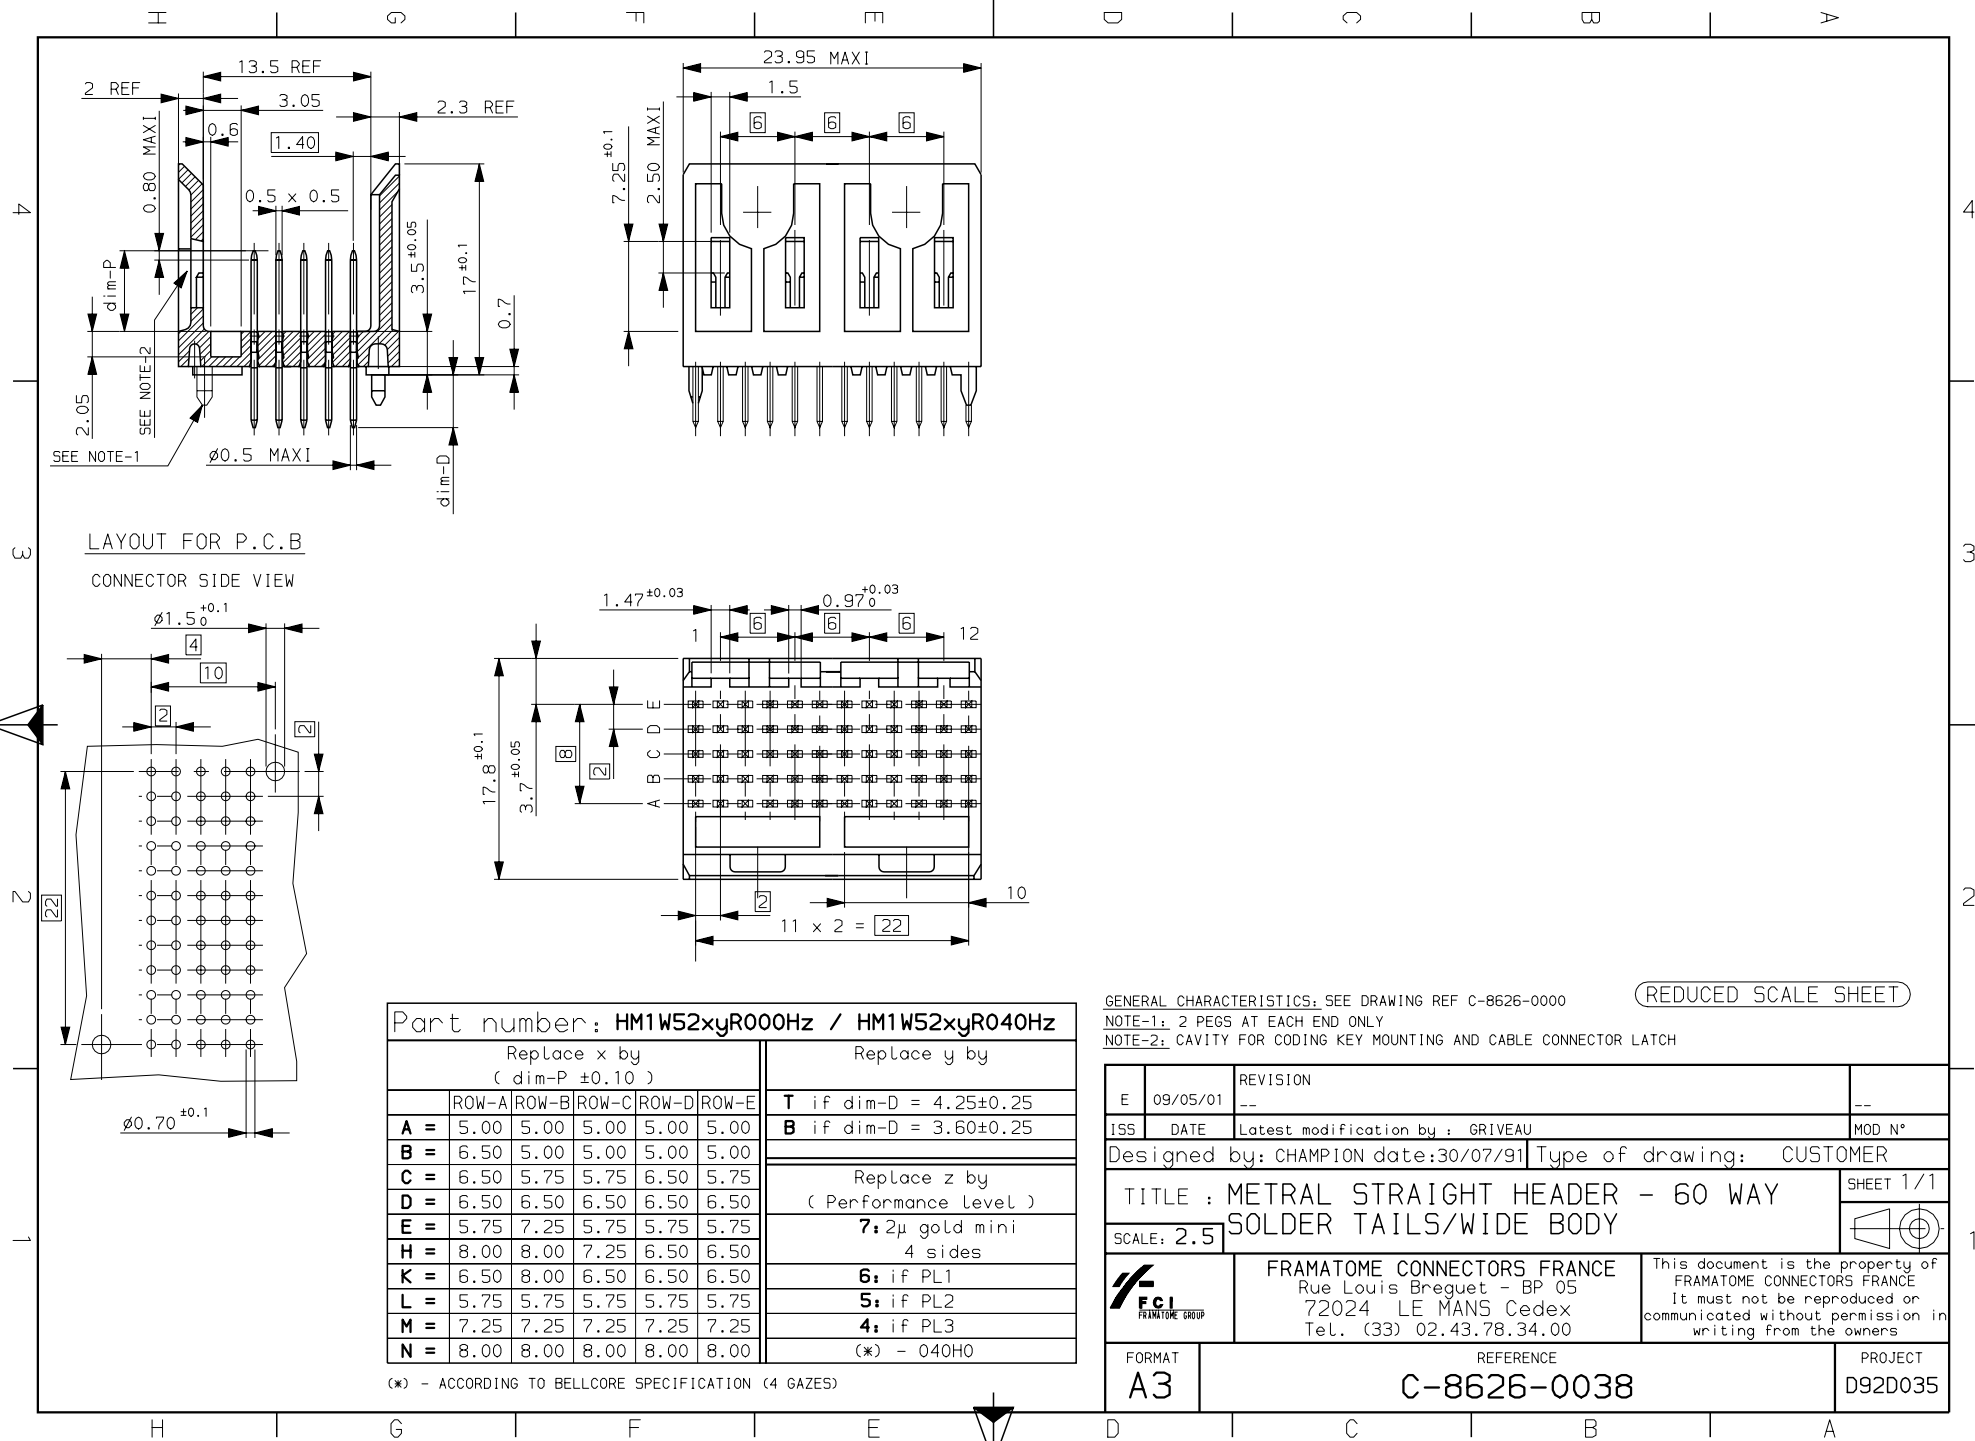 H G F E D C B A
13.5 REF
2 REF
3.05
2.3 REF
0.6
1.40
0.80 MAXI
0.5 x 0.5
dim-P
3.5±0.05
17±0.1
0.7
2.05
SEE NOTE-2
SEE NOTE-1
ø0.5 MAXI
dim-D
23.95 MAXI
1.5
6 6 6
7.25±0.1
2.50 MAXI
4 4
3 3
2 2
1 1
LAYOUT FOR P.C.B
CONNECTOR SIDE VIEW
ø1.5 +0.1 0
4
10
2
2
22
ø0.70 ±0.1
1.47±0.03
0.97 +0.03 0
6 6 6
1 12
17.8±0.1
3.7±0.05
8
2
E
D
C
B
A
2
10
11 x 2 = 22
Part number: HM1W52xyR000Hz / HM1W52xyR040Hz
Replace x by
( dim-P ±0.10 )
ROW-A ROW-B ROW-C ROW-D ROW-E
A = 5.00 5.00 5.00 5.00 5.00
B = 6.50 5.00 5.00 5.00 5.00
C = 6.50 5.75 5.75 6.50 5.75
D = 6.50 6.50 6.50 6.50 6.50
E = 5.75 7.25 5.75 5.75 5.75
H = 8.00 8.00 7.25 6.50 6.50
K = 6.50 8.00 6.50 6.50 6.50
L = 5.75 5.75 5.75 5.75 5.75
M = 7.25 7.25 7.25 7.25 7.25
N = 8.00 8.00 8.00 8.00 8.00
Replace y by
T if dim-D = 4.25±0.25
B if dim-D = 3.60±0.25
Replace z by
( Performance level )
7: 2µ gold mini
4 sides
6: if PL1
5: if PL2
4: if PL3
(*) - 040H0
(*) - ACCORDING TO BELLCORE SPECIFICATION (4 GAZES)
GENERAL CHARACTERISTICS: SEE DRAWING REF C-8626-0000
REDUCED SCALE SHEET
NOTE-1: 2 PEGS AT EACH END ONLY
NOTE-2: CAVITY FOR CODING KEY MOUNTING AND CABLE CONNECTOR LATCH
REVISION
E 09/05/01 -- --
ISS DATE Latest modification by : GRIVEAU MOD N°
Designed by: CHAMPION date:30/07/91 Type of drawing: CUSTOMER
TITLE : METRAL STRAIGHT HEADER - 60 WAY
SOLDER TAILS/WIDE BODY
SHEET 1/1
SCALE: 2.5
FCI
FRAMATOME GROUP
FRAMATOME CONNECTORS FRANCE
Rue Louis Breguet - BP 05
72024 LE MANS Cedex
Tel. (33) 02.43.78.34.00
This document is the property of
FRAMATOME CONNECTORS FRANCE
It must not be reproduced or
communicated without permission in
writing from the owners
FORMAT
A3
REFERENCE
C-8626-0038
PROJECT
D92D035
H G F E D C B A